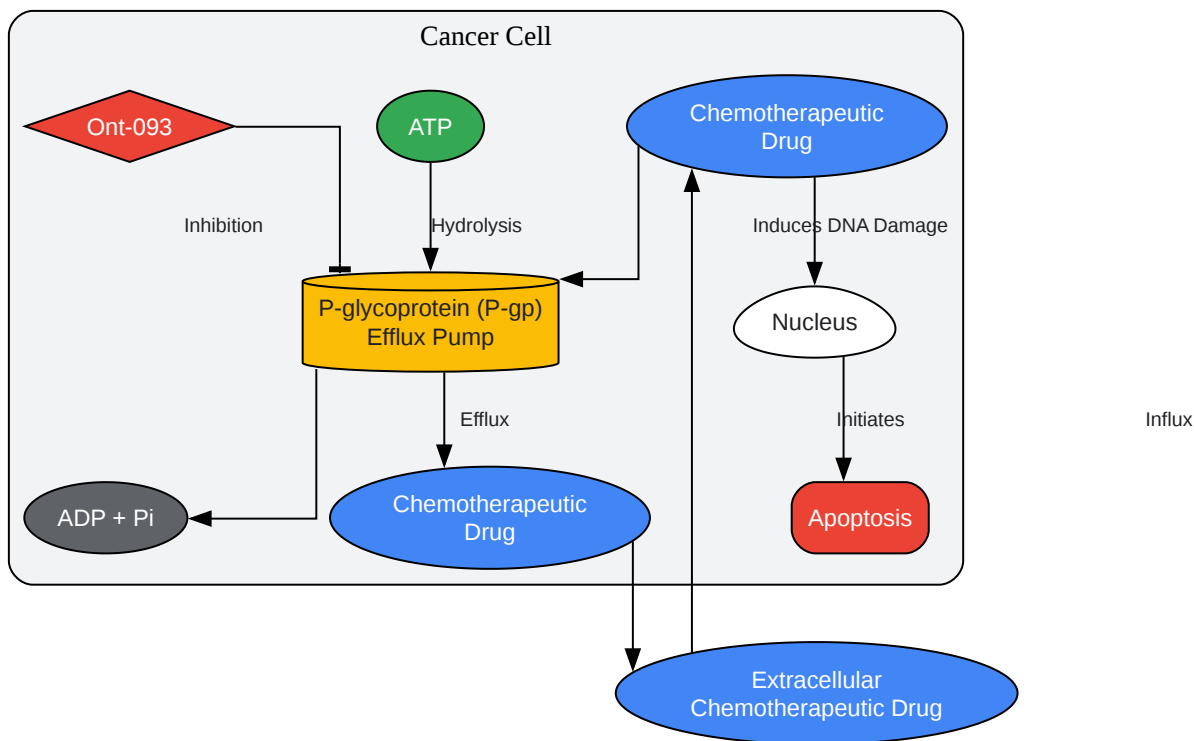 Cancer Cell
Ont-093
ATP
Chemotherapeutic
Drug
Inhibition
Hydrolysis
Induces DNA Damage
P-glycoprotein (P-gp)
Efflux Pump
Nucleus
Efflux
Initiates
Influx
ADP + Pi
Chemotherapeutic
Drug
Apoptosis
Extracellular
Chemotherapeutic Drug